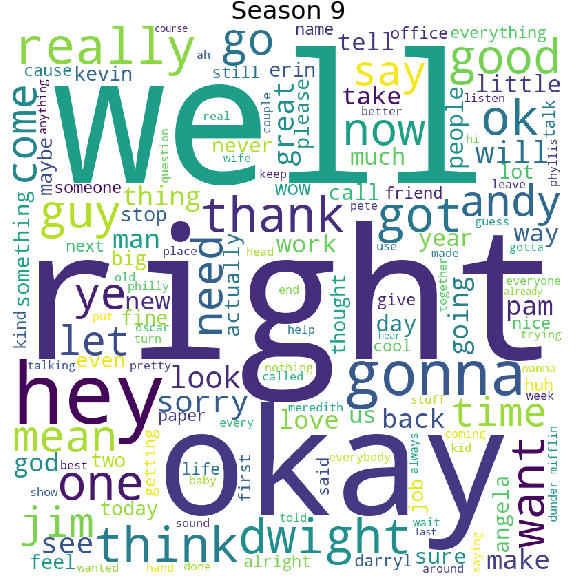 Season 9
course
ah
name
office
everything
really
well
go
tell
good
cause
kevin
still
erin
say
real
couple
please
great
never
take
better
now
much
people
listen
hi
ok
talk
little
phyllis
come
maybe
anything
someone
question
wife
keep
wow
call
friend
will
lot
leave
thing
guy
stop
thank
pete
got
guess
andy
way
something
next
man
place
work
year
use
made
gotta
big
right
need
actually
head
thought
day
cool
give
together
going
pam
everyone
already
nice
trying
kind
old
philly
ye
new
put
oscar
turn
fine
let
end
help
hear
even
look
nothing
called
gonna
huh
wanna
week
talking
pretty
hey
sorry
paper
every
meredith
love
us
back
stuff
time
coming
kid
want
dunder mifflin
mean
okay
god
two
getting
best
one
life
baby
first
said
everybody
always
job
angela
show
today
jim
sound
told
wait
last
saying
see
think
dwight
sure
make
feel
wanted
hand
done
alright
darryl
around